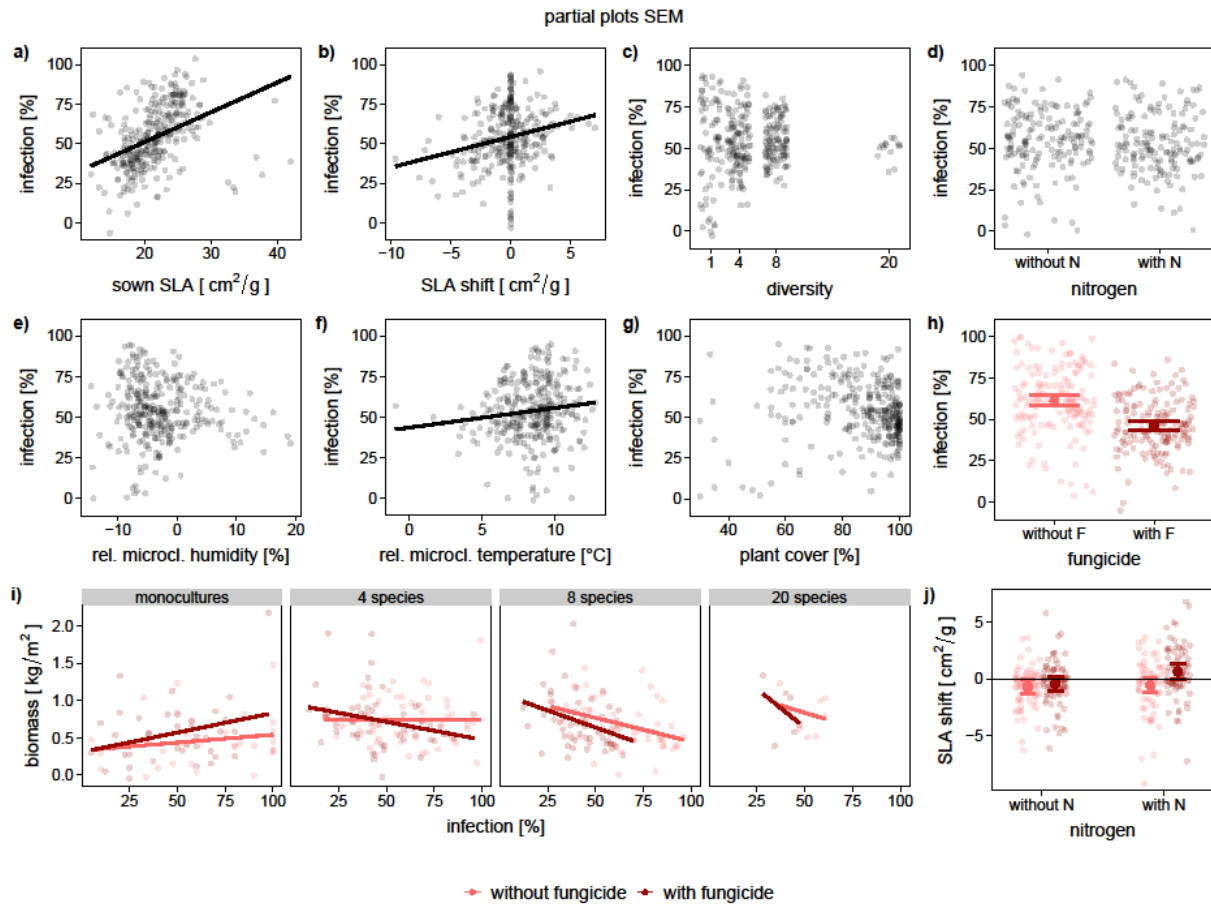 partial plots SEM
a) b) c) d)
infection [%] infection [%] infection [%] infection [%]
100 100 100 100
75 75 75 75
50 50 50 50
25 25 25 25
0 0 0 0
20 30 40 −10 −5 0 5 1 4 8 20 without N with N
sown SLA [ cm²/g ] SLA shift [ cm²/g ] diversity nitrogen
e) f) g) h)
infection [%] infection [%] infection [%] infection [%]
100 100 100 100
75 75 75 75
50 50 50 50
25 25 25 25
0 0 0 0
−10 0 10 20 0 5 10 40 60 80 100 without F with F
rel. microcl. humidity [%] rel. microcl. temperature [°C] plant cover [%] fungicide
i) monocultures 4 species 8 species 20 species j)
biomass [ kg/m² ] SLA shift [ cm²/g ]
2.0 5
1.5
1.0 0
0.5 −5
0.0
25 50 75 100 25 50 75 100 25 50 75 100 25 50 75 100 without N with N
infection [%] nitrogen
without fungicide with fungicide